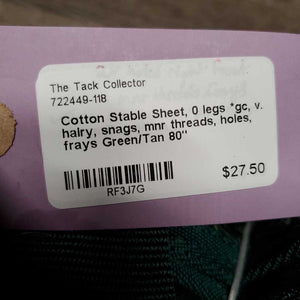 The Tack Collector
722449-118
Cotton Stable Sheet, 0 legs *gc, v.
hairy, snags, mnr threads, holes,
frays Green/Tan 80"
RF3J7G
$27.50